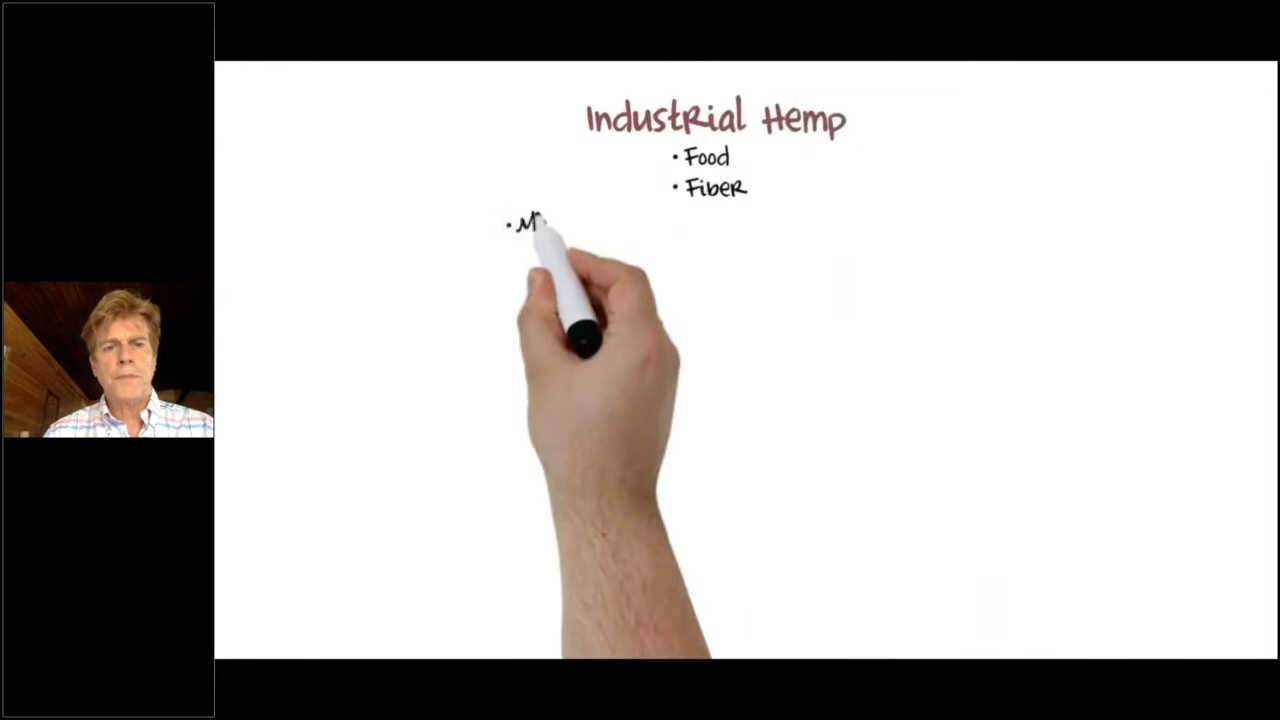 Industrial Hemp
• Food
• Fiber